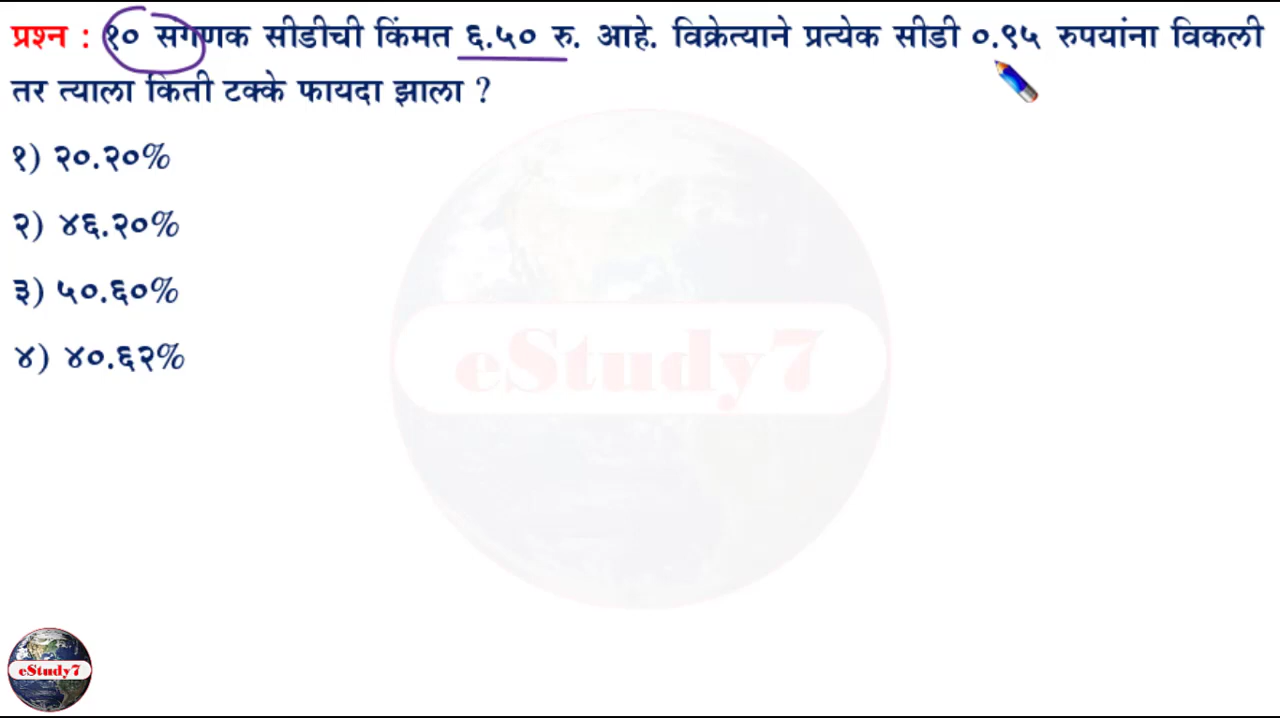 प्रश्न : १० सगणक सीडीची किंमत ६.५० रु. आहे. विक्रेत्याने प्रत्येक सीडी ०.९५ रुपयांना विकली
तर त्याला किती टक्के फायदा झाला ?
१) २०.२०%
२) ४६.२०%
३) ५०.६०%
४) ४०.६२%
eStudy7
eStudy7